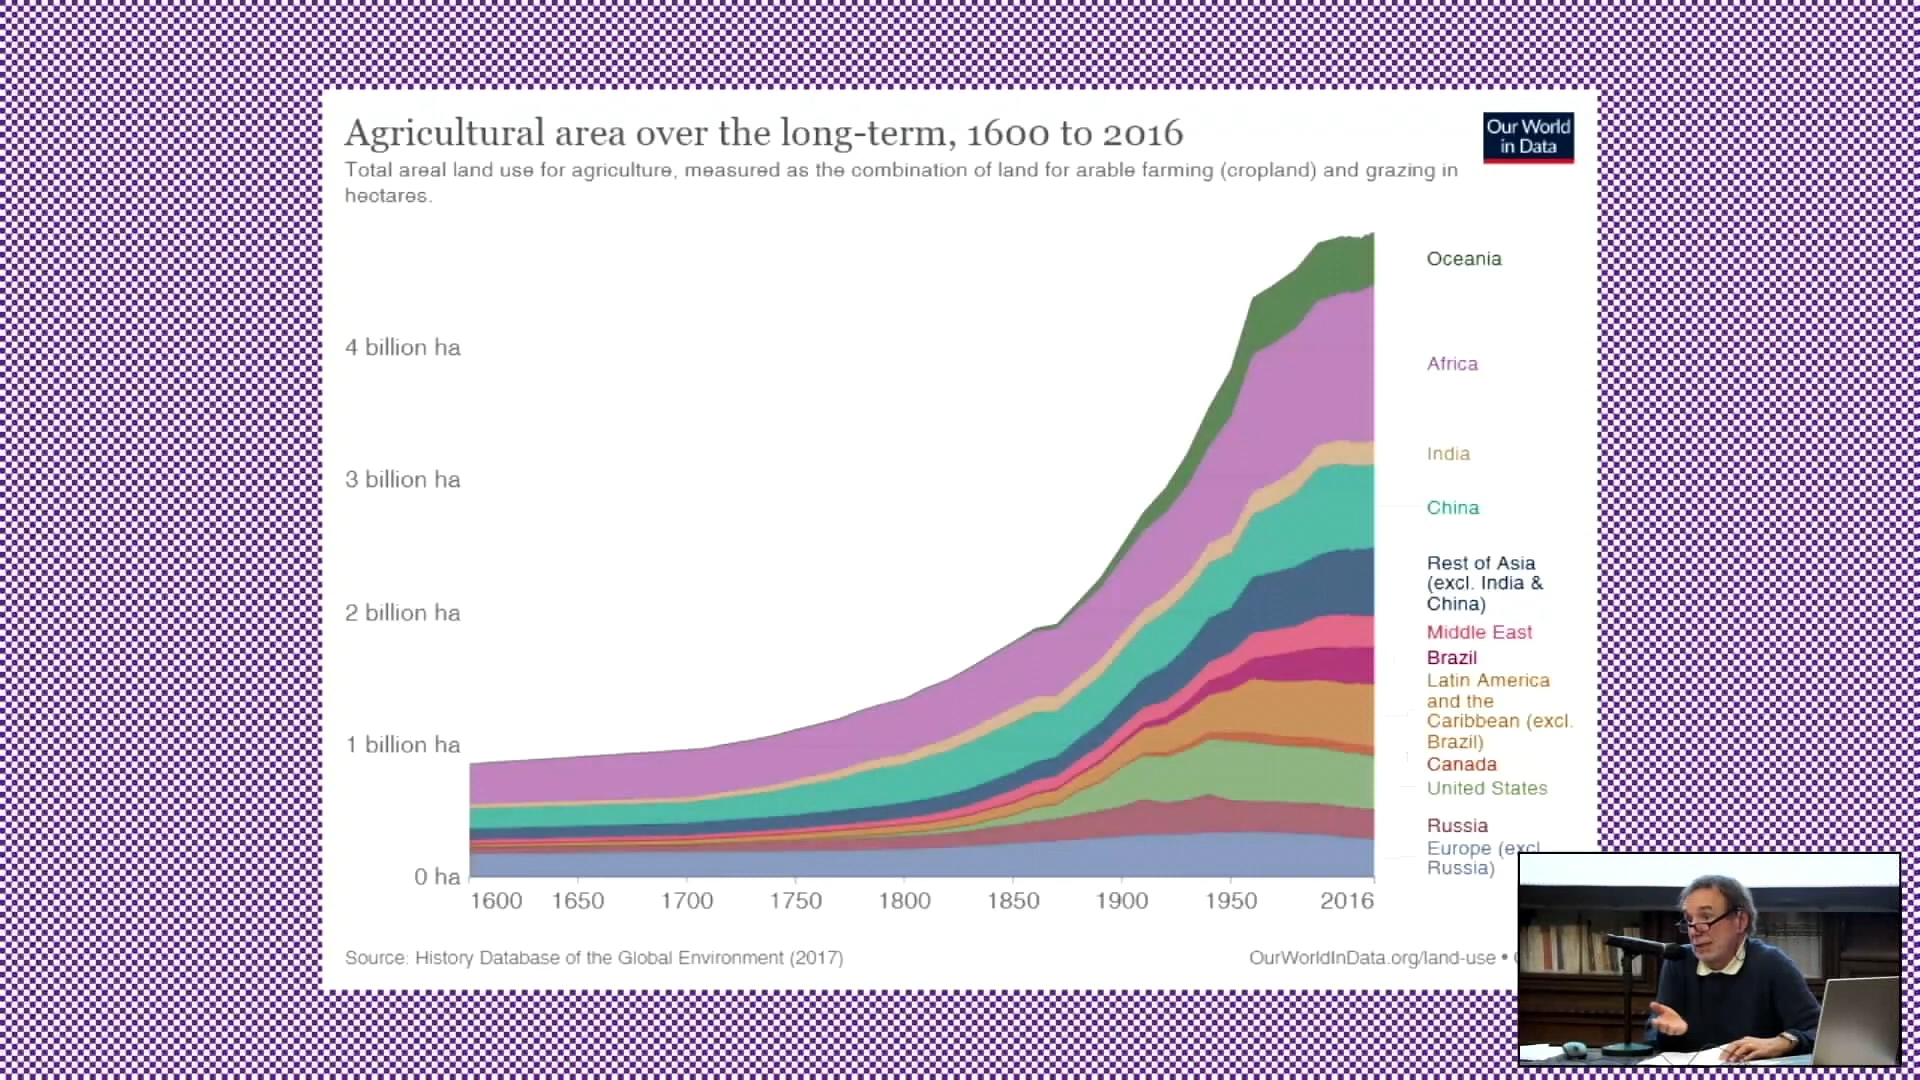 Agricultural area over the long-term, 1600 to 2016
Our World
in Data
Total areal land use for agriculture, measured as the combination of land for arable farming (cropland) and grazing in
hectares.
4 billion ha
3 billion ha
2 billion ha
1 billion ha
0 ha
1600
1650
1700
1750
1800
1850
1900
1950
2016
Oceania
Africa
India
China
Rest of Asia
(excl. India &
China)
Middle East
Brazil
Latin America
and the
Caribbean (excl.
Brazil)
Canada
United States
Russia
Europe (excl
Russia)
Source: History Database of the Global Environment (2017)
OurWorldInData.org/land-use •